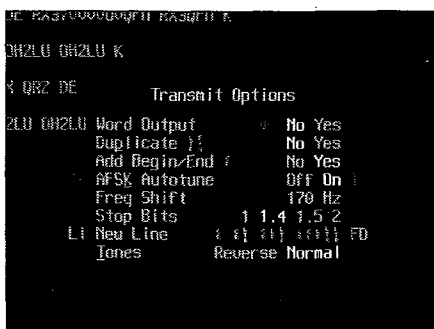 OH2LU OH2LU K
K QRZ DE
Transmit Options
2LU OH2LU Word Output No Yes
Duplicate No Yes
Add Begin/End No Yes
AFSK Autotune Off On
Freq Shift 170 Hz
Stop Bits 1 1.4 1.5 2
New Line FD
Tones Reverse Normal